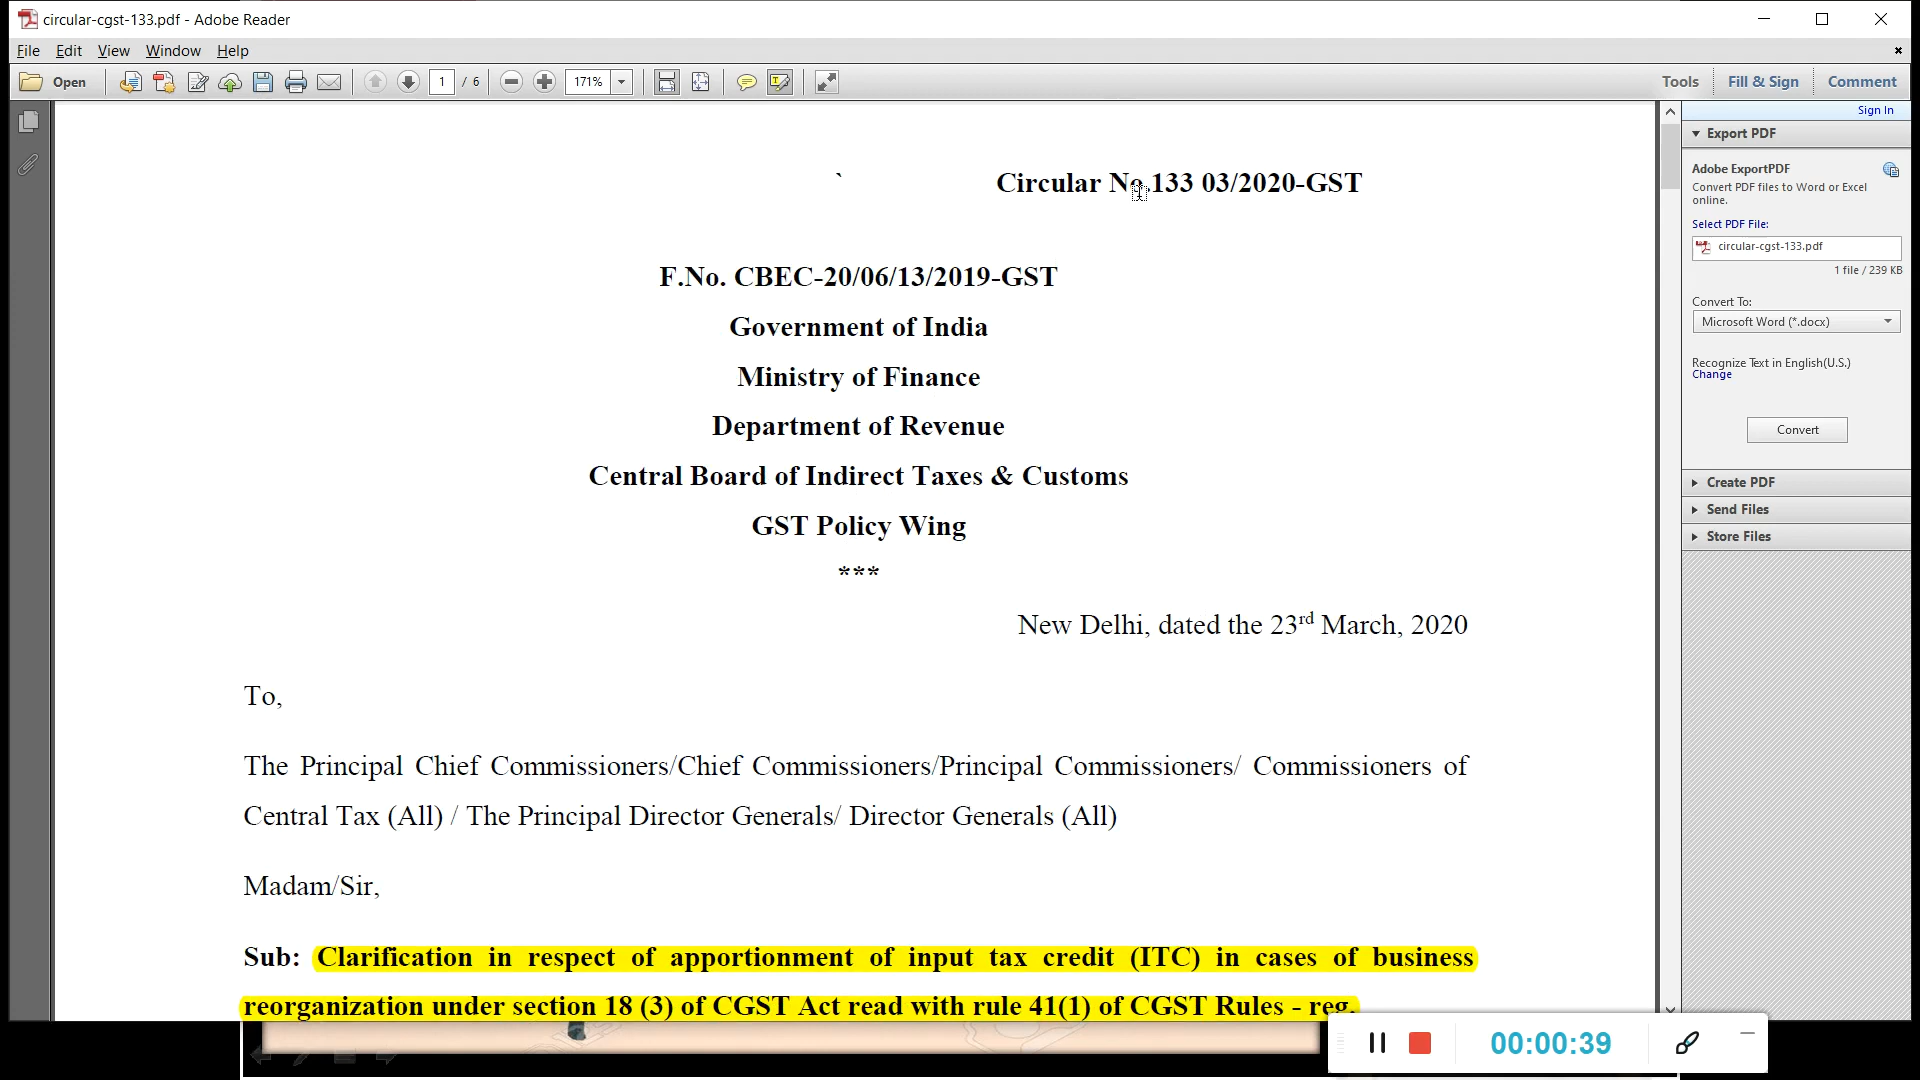 circular-cgst-133.pdf - Adobe Reader
File Edit View Window Help
Open 1 / 6 171% Tools Fill & Sign Comment
Sign In
Export PDF
Adobe ExportPDF
Convert PDF files to Word or Excel
online.
Select PDF File:
circular-cgst-133.pdf
1 file / 239 KB
Convert To:
Microsoft Word (*.docx)
Recognize Text in English(U.S.)
Change
Convert
Create PDF
Send Files
Store Files
` Circular No.133 03/2020-GST
F.No. CBEC-20/06/13/2019-GST
Government of India
Ministry of Finance
Department of Revenue
Central Board of Indirect Taxes & Customs
GST Policy Wing
***
New Delhi, dated the 23rd March, 2020
To,
The Principal Chief Commissioners/Chief Commissioners/Principal Commissioners/ Commissioners of
Central Tax (All) / The Principal Director Generals/ Director Generals (All)
Madam/Sir,
Sub: Clarification in respect of apportionment of input tax credit (ITC) in cases of business
reorganization under section 18 (3) of CGST Act read with rule 41(1) of CGST Rules - reg.
00:00:39